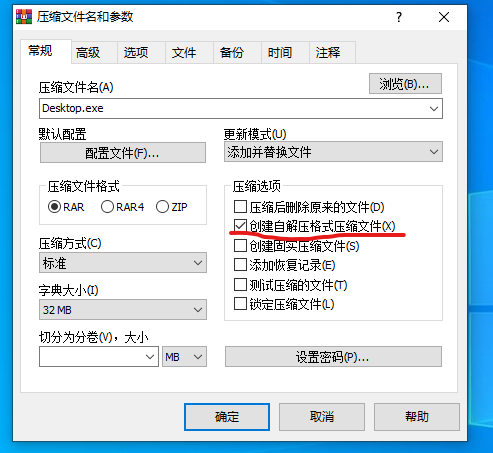 压缩文件名和参数
常规 高级 选项 文件 备份 时间 注释
压缩文件名(A) 浏览(B)...
Desktop.exe
默认配置 更新模式(U)
配置文件(F)... 添加并替换文件
压缩文件格式 压缩选项
RAR RAR4 ZIP 压缩后删除原来的文件(D)
创建自解压格式压缩文件(X)
压缩方式(C) 创建固实压缩文件(S)
标准 添加恢复记录(E)
字典大小(I) 测试压缩的文件(T)
32 MB 锁定压缩文件(L)
切分为分卷(V)，大小
MB 设置密码(P)...
确定 取消 帮助